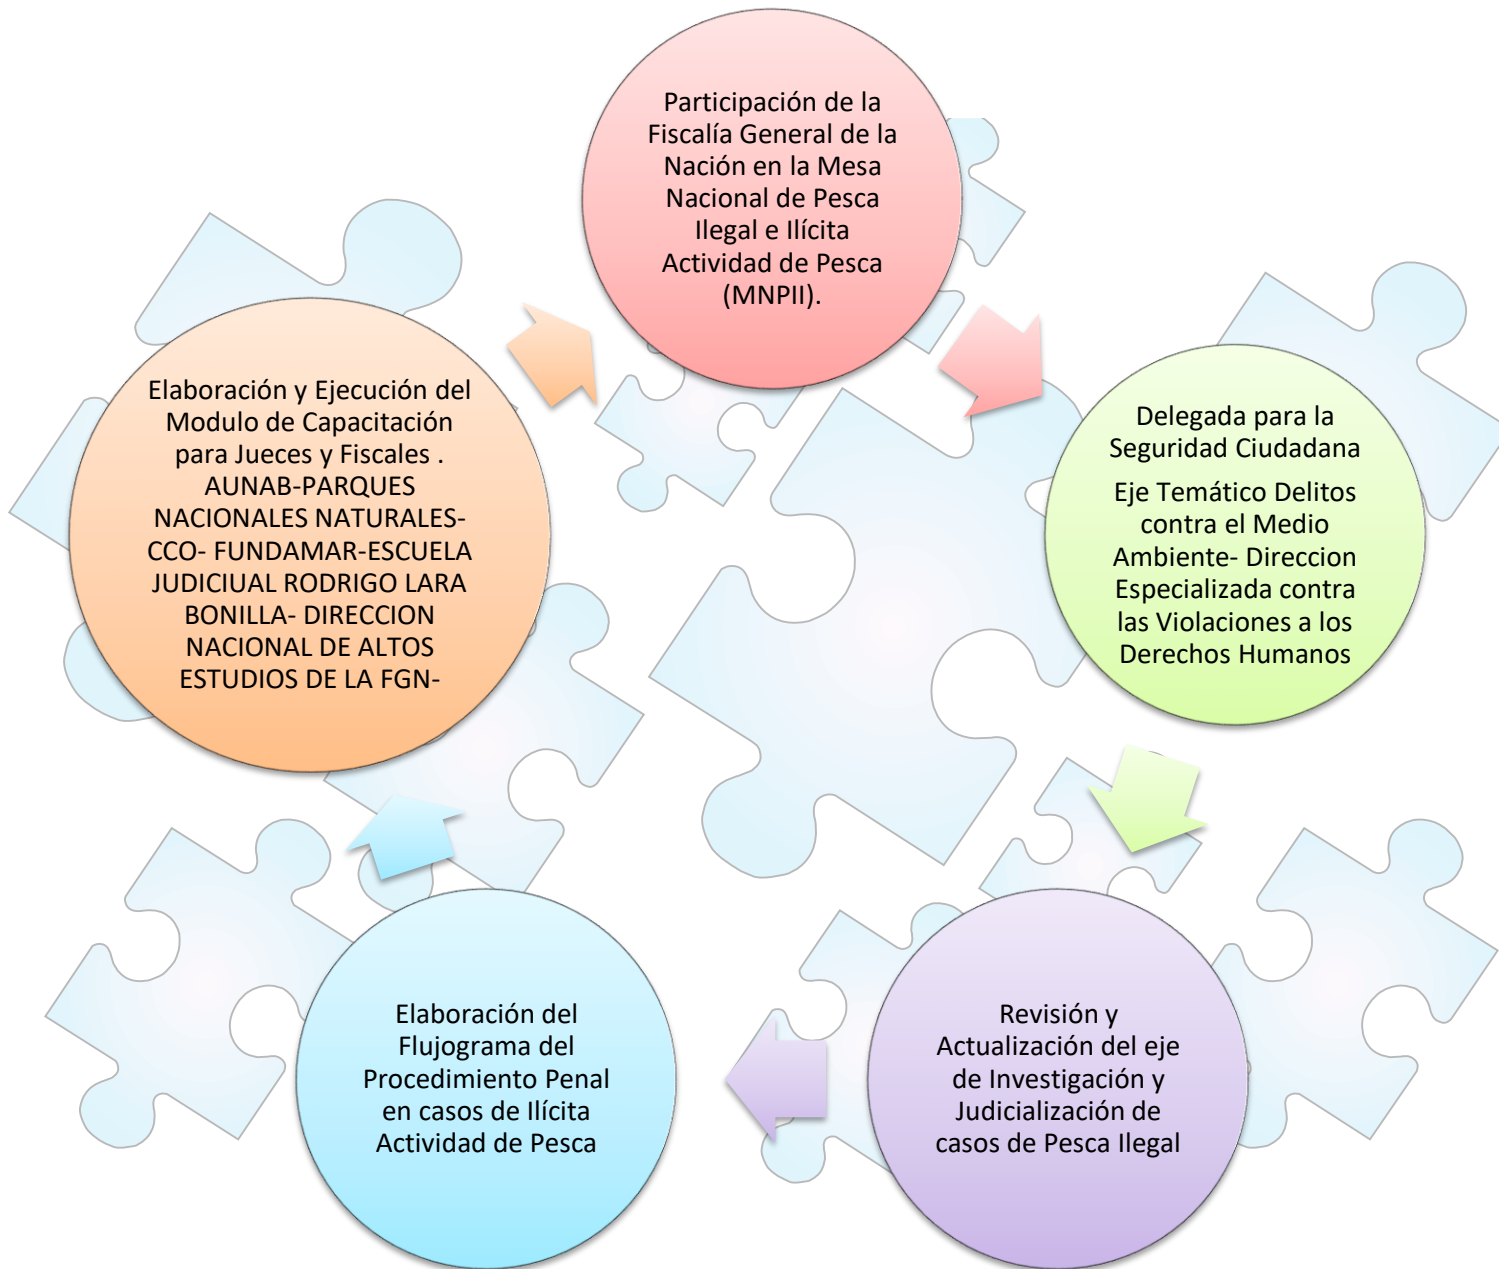 Participación de la
Fiscalía General de la
Nación en la Mesa
Nacional de Pesca
Ilegal e Ilícita
Actividad de Pesca
(MNPII).
Delegada para la
Seguridad Ciudadana
Eje Temático Delitos
contra el Medio
Ambiente- Direccion
Especializada contra
las Violaciones a los
Derechos Humanos
Revisión y
Actualización del eje
de Investigación y
Judicialización de
casos de Pesca Ilegal
Elaboración del
Flujograma del
Procedimiento Penal
en casos de Ilícita
Actividad de Pesca
Elaboración y Ejecución del
Modulo de Capacitación
para Jueces y Fiscales .
AUNAB-PARQUES
NACIONALES NATURALES-
CCO- FUNDAMAR-ESCUELA
JUDICIUAL RODRIGO LARA
BONILLA- DIRECCION
NACIONAL DE ALTOS
ESTUDIOS DE LA FGN-